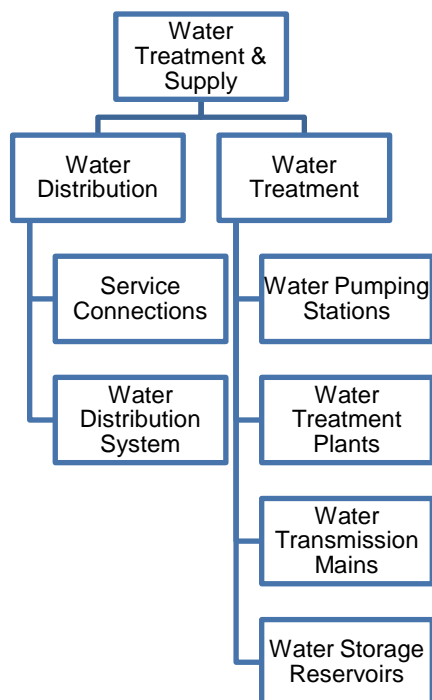 Water
Treatment &
Supply
Water
Distribution
Water
Treatment
Service
Connections
Water Pumping
Stations
Water
Distribution
System
Water
Treatment
Plants
Water
Transmission
Mains
Water Storage
Reservoirs